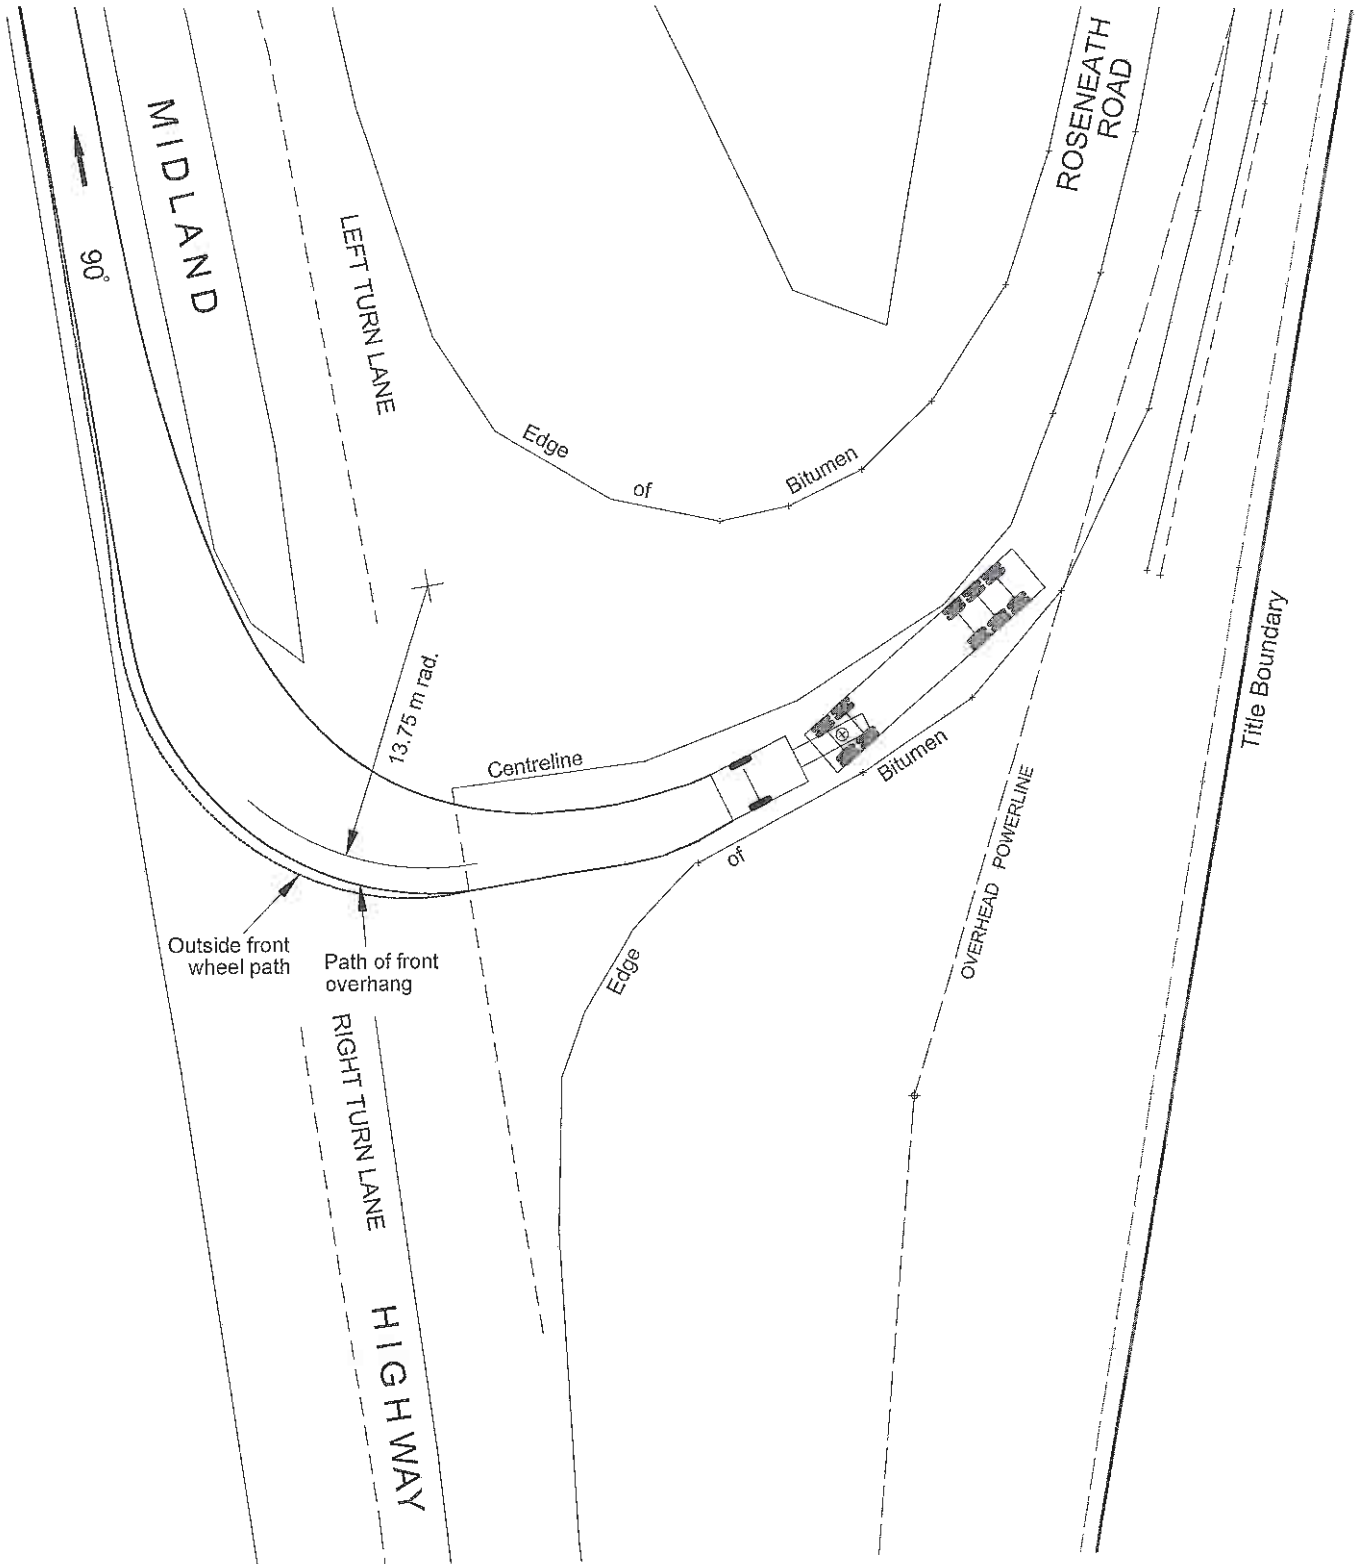 MIDLAND
90°
LEFT TURN LANE
ROSENEATH
ROAD
Edge
of
Bitumen
13.75 m rad.
Centreline
Title Boundary
Bitumen
of
Edge
OVERHEAD POWERLINE
Outside front
wheel path
Path of front
overhang
RIGHT TURN LANE
HIGHWAY